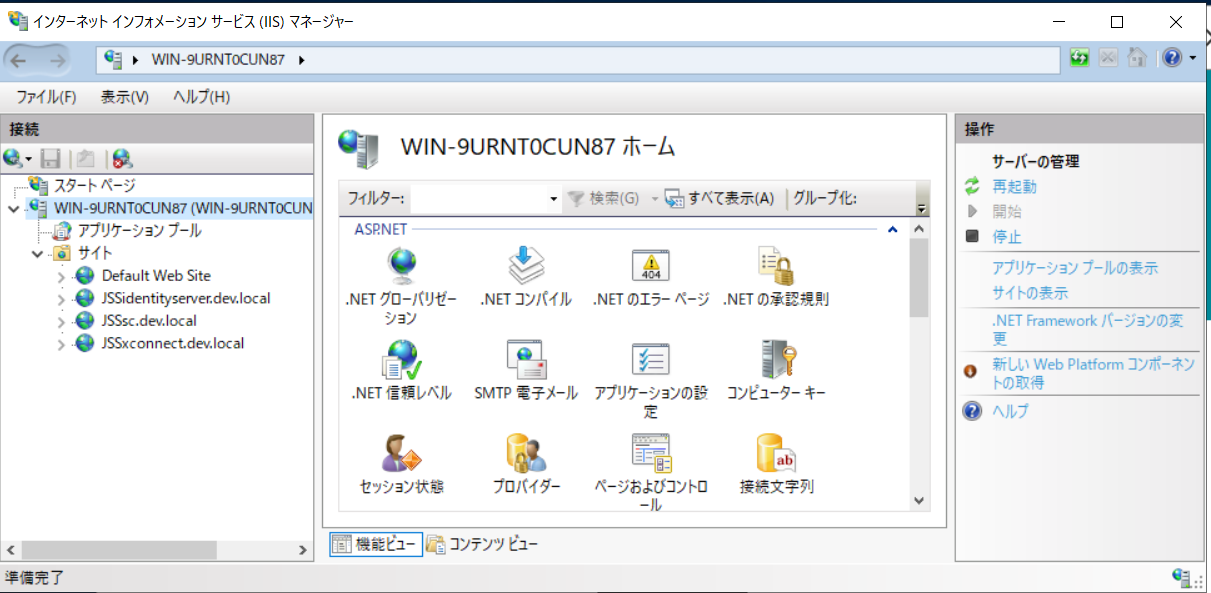 インターネット インフォメーション サービス (IIS) マネージャー
WIN-9URNT0CUN87
ファイル(F) 表示(V) ヘルプ(H)
接続
スタート ページ
WIN-9URNT0CUN87 (WIN-9URNT0CUN
アプリケーション プール
サイト
Default Web Site
JSSidentityserver.dev.local
JSSsc.dev.local
JSSxconnect.dev.local
WIN-9URNT0CUN87 ホーム
フィルター: 検索(G) すべて表示(A) グループ化:
ASP.NET
.NET グローバリゼー
ション
.NET コンパイル
.NET のエラー ページ
404
.NET の承認規則
.NET 信頼レベル
SMTP 電子メール
アプリケーションの設
定
コンピューター キー
セッション状態
プロバイダー
ページおよびコントロ
ール
ab
接続文字列
機能ビュー コンテンツ ビュー
操作
サーバーの管理
再起動
開始
停止
アプリケーション プールの表示
サイトの表示
.NET Framework バージョンの変
更
新しい Web Platform コンポーネン
トの取得
ヘルプ
準備完了